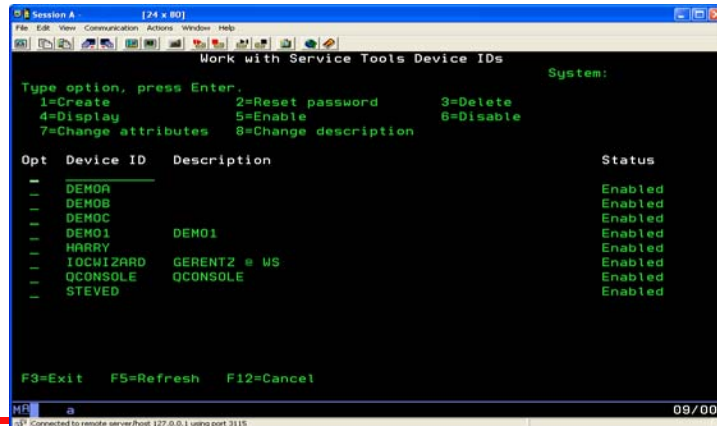 Session A - [24 x 80]
File Edit View Communication Actions Window Help
Work with Service Tools Device IDs
System:
Type option, press Enter.
1=Create 2=Reset password 3=Delete
4=Display 5=Enable 6=Disable
7=Change attributes 8=Change description
Opt Device ID Description Status
DEMOA Enabled
DEMOB Enabled
DEMOC Enabled
DEMO1 DEMO1 Enabled
HARRY Enabled
IOCWIZARD GERENTZ @ WS Enabled
QCONSOLE QCONSOLE Enabled
STEVED Enabled
F3=Exit F5=Refresh F12=Cancel
MA a 09/00
Connected to remote server/host 127.0.0.1 using port 3115